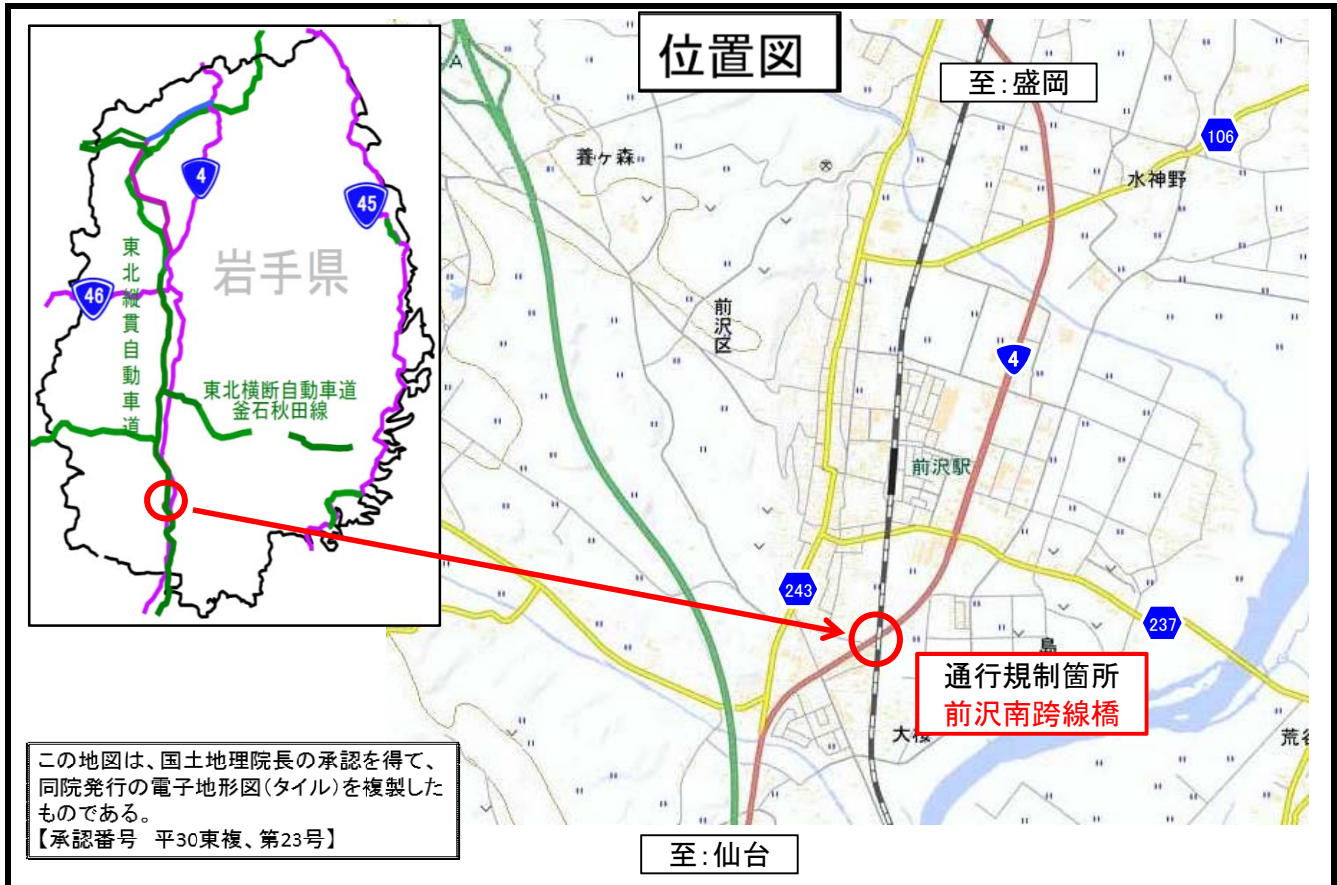 位置図
至:盛岡
4
45
46
岩手県
東北縦貫自動車道
東北横断自動車道
釜石秋田線
養ケ森
106
水神野
前沢区
4
前沢駅
243
237
島
通行規制箇所
前沢南跨線橋
大桜
荒谷
この地図は、国土地理院長の承認を得て、
同院発行の電子地形図(タイル)を複製した
ものである。
【承認番号 平30東複、第23号】
至:仙台